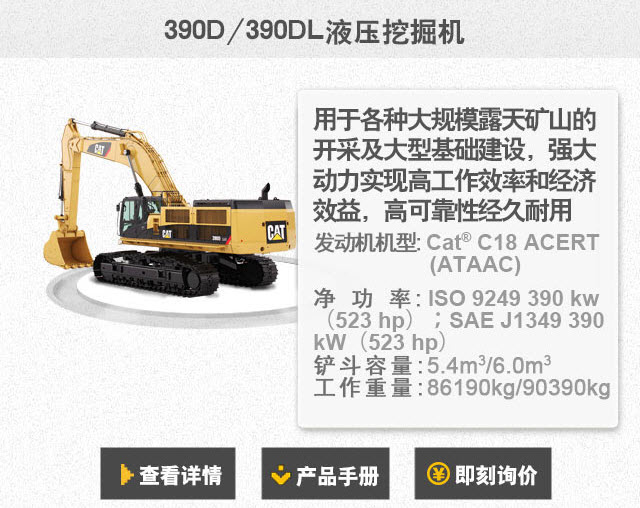 390D/390DL液压挖掘机
用于各种大规模露天矿山的
开采及大型基础建设，强大
动力实现高工作效率和经济
效益，高可靠性经久耐用
发动机机型: Cat® C18 ACERT
(ATAAC)
净 功 率: ISO 9249 390 kw
（523 hp）；SAE J1349 390
kW（523 hp）
铲斗容量:5.4m³/6.0m³
工作重量:86190kg/90390kg
CAT
CAT
查看详情
产品手册
即刻询价